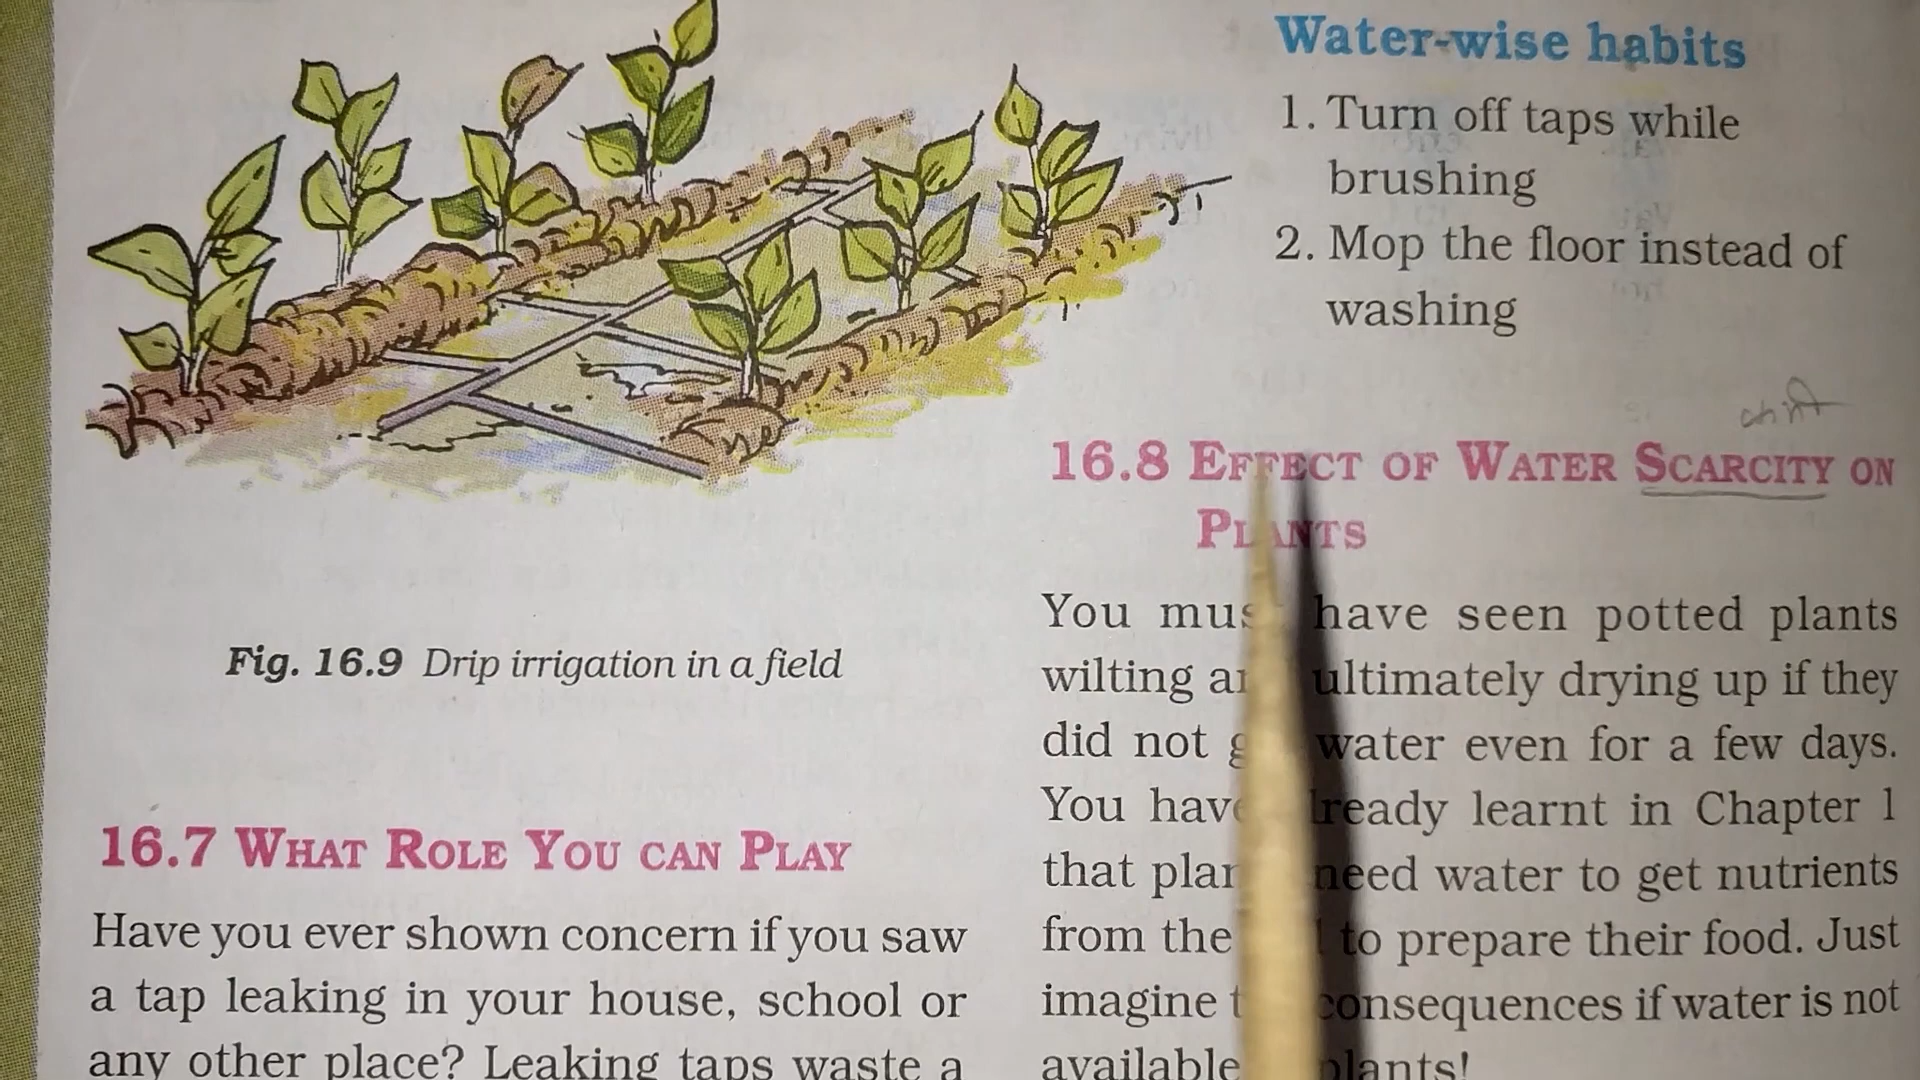 Fig. 16.9 Drip irrigation in a field
16.7 WHAT ROLE YOU CAN PLAY
Have you ever shown concern if you saw
a tap leaking in your house, school or
any other place? Leaking taps waste a
Water-wise habits
1. Turn off taps while
brushing
2. Mop the floor instead of
washing
16.8 EFFECT OF WATER SCARCITY ON
PLANTS
You have seen potted plants
wilting ultimately drying up if they
did not water even for a few days.
You learnt in Chapter 1
that need water to get nutrients
from the to prepare their food. Just
imagine consequences if water is not
available plants!